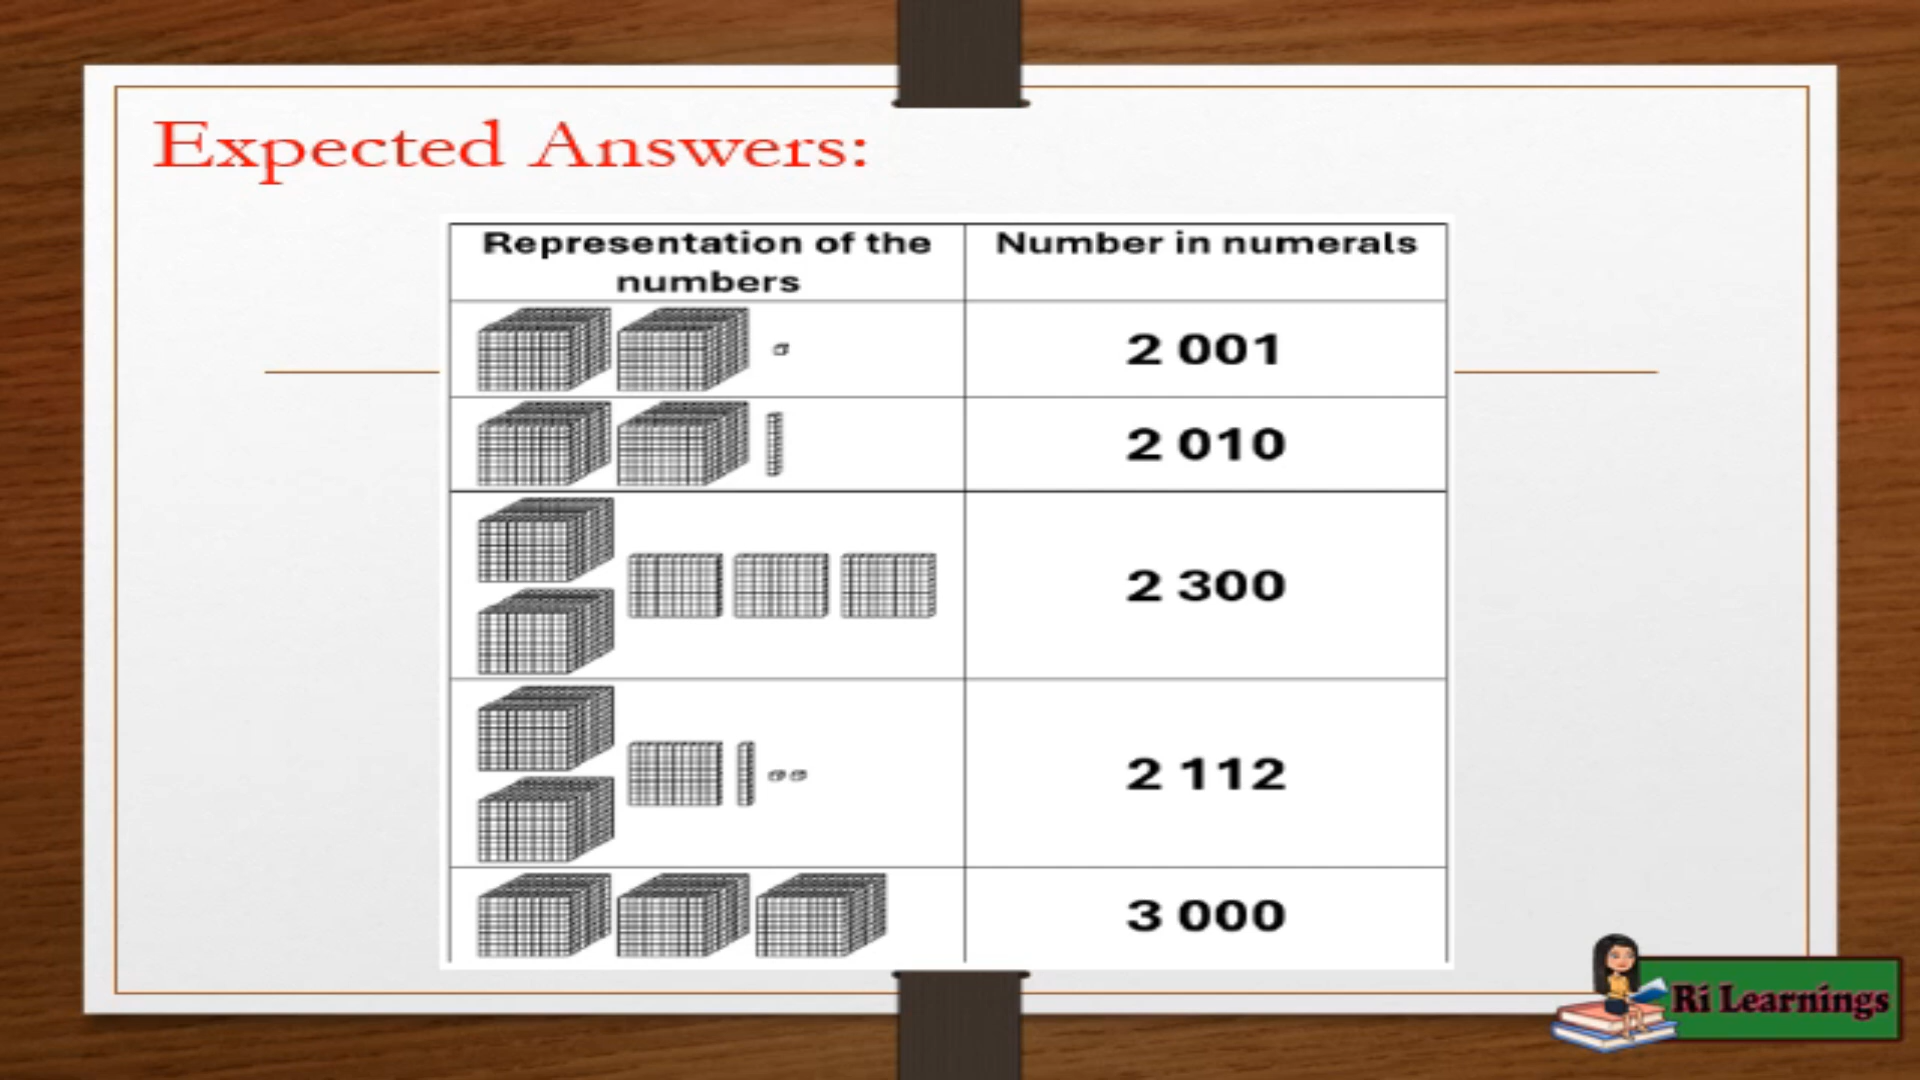 Expected Answers:
Representation of the
numbers
Number in numerals
2 001
2 010
2 300
2 112
3 000
Ri Learnings